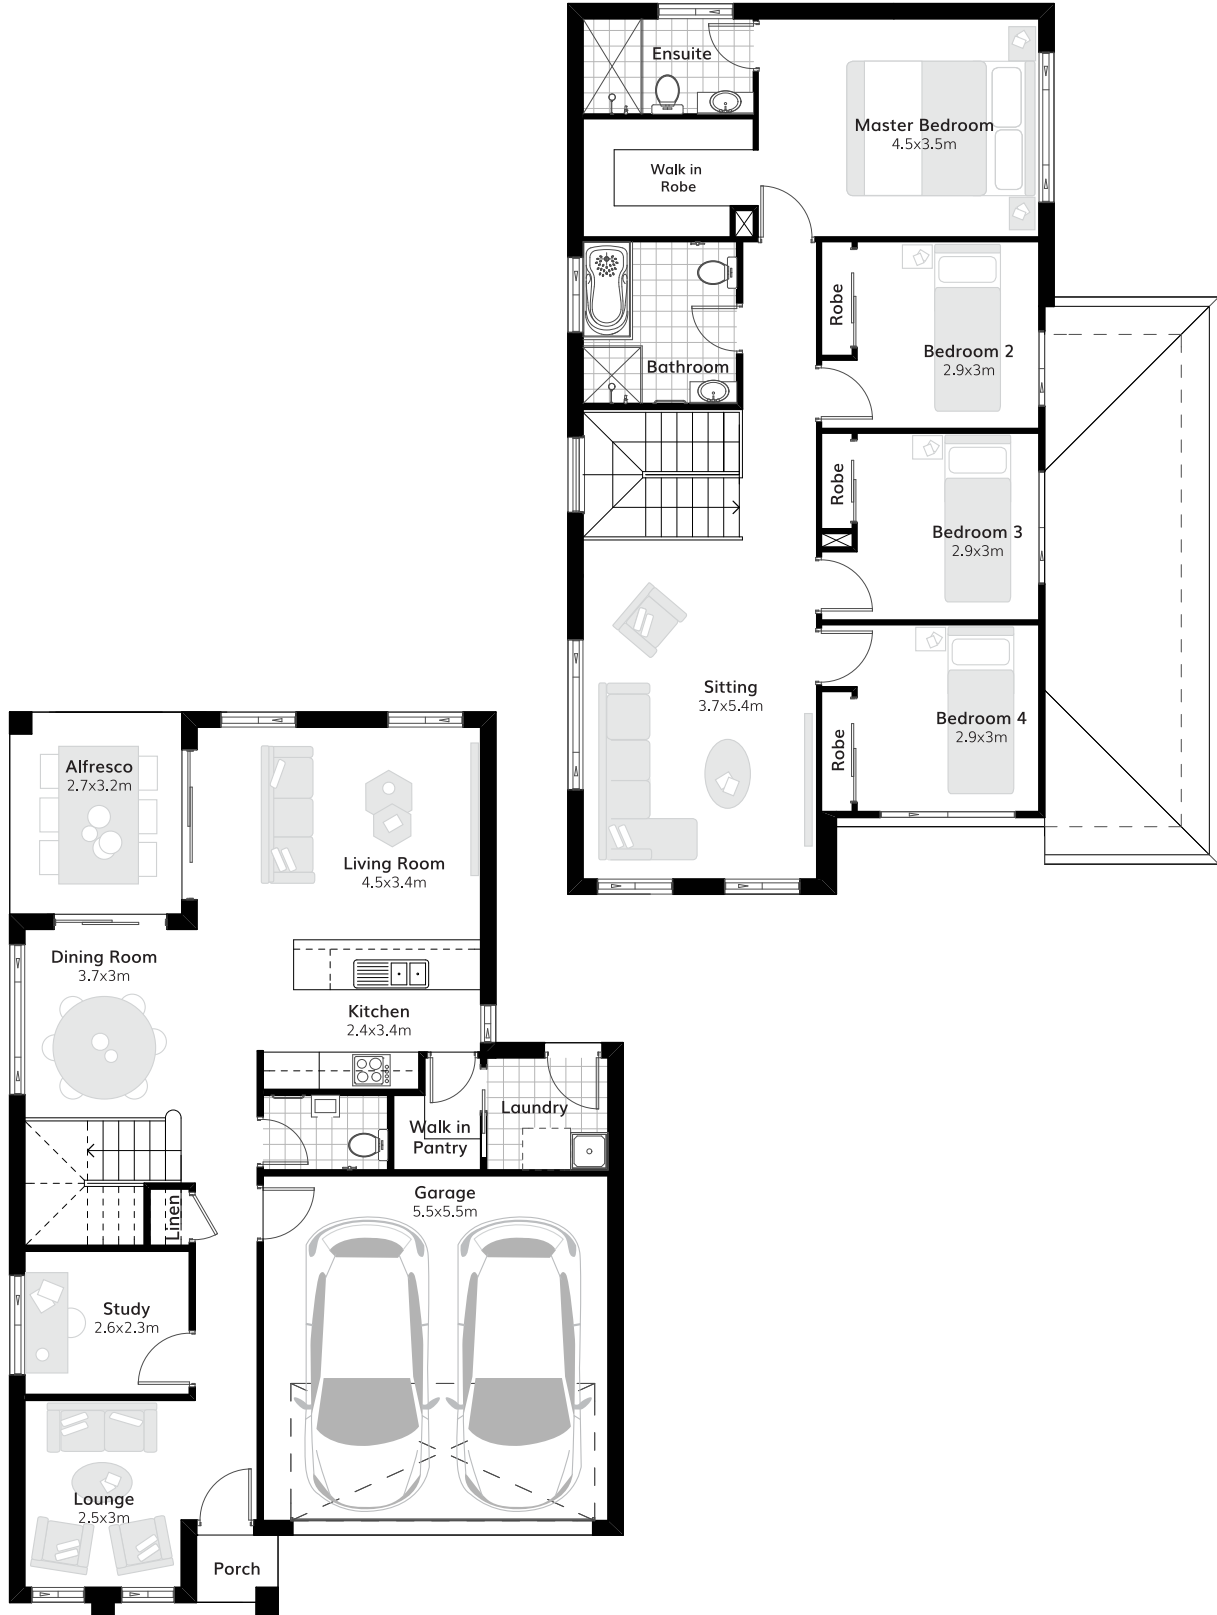 Ensuite
Master Bedroom
4.5x3.5m
Walk in
Robe
Robe
Bedroom 2
2.9x3m
Bathroom
Robe
Bedroom 3
2.9x3m
Sitting
3.7x5.4m
Bedroom 4
2.9x3m
Robe
Alfresco
2.7x3.2m
Living Room
4.5x3.4m
Dining Room
3.7x3m
Kitchen
2.4x3.4m
Laundry
Walk in
Pantry
Linen
Garage
5.5x5.5m
Study
2.6x2.3m
Lounge
2.5x3m
Porch